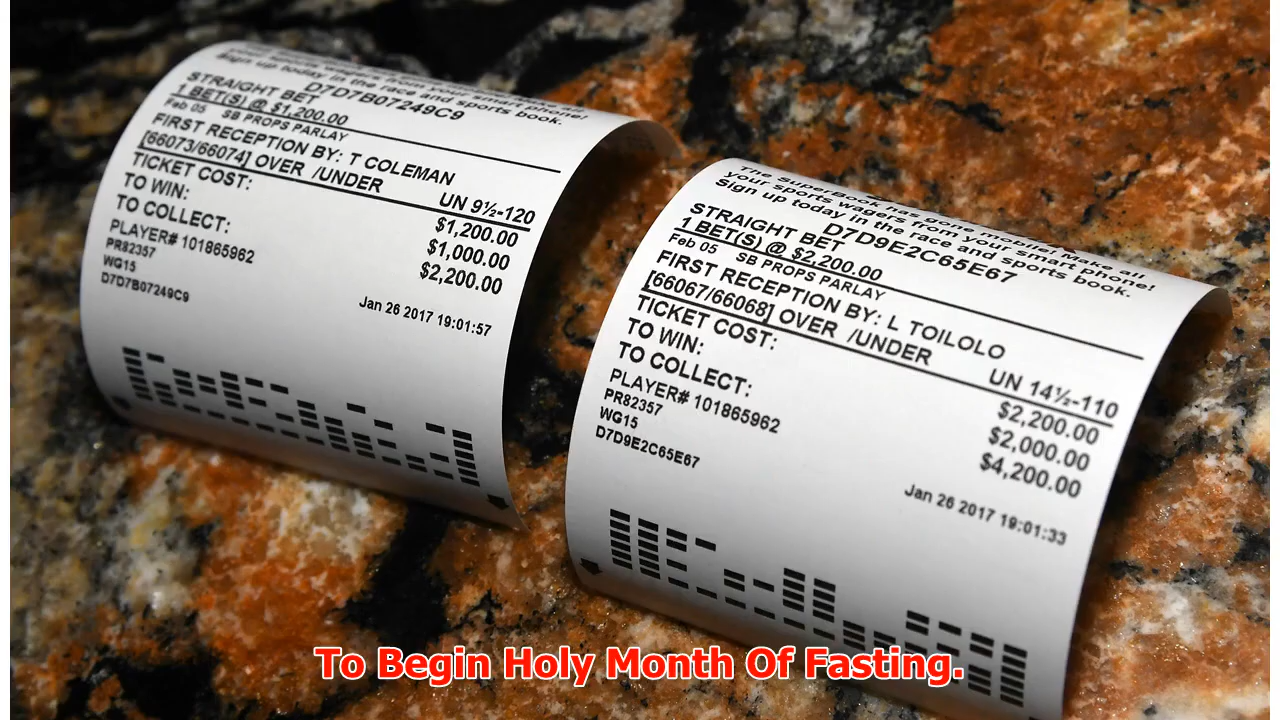 Sign up today in the race and sports book.
D7D7B07249C9
STRAIGHT BET
1 BET(S) @ $1,200.00
Feb 05 SB PROPS PARLAY
FIRST RECEPTION BY: T COLEMAN
[66073/66074] OVER /UNDER
UN 9½-120
TICKET COST: $1,200.00
TO WIN: $1,000.00
TO COLLECT: $2,200.00
PLAYER# 101865962
PR82357
WG15
D7D7B07249C9
Jan 26 2017 19:01:57
The SuperBook has gone mobile! Make all
your sports wagers from your smart phone!
Sign up today in the race and sports book.
D7D9E2C65E67
STRAIGHT BET
1 BET(S) @ $2,200.00
Feb 05 SB PROPS PARLAY
FIRST RECEPTION BY: L TOILOLO
[66067/66068] OVER /UNDER
UN 14½-110
TICKET COST: $2,200.00
TO WIN: $2,000.00
TO COLLECT: $4,200.00
PLAYER# 101865962
PR82357
WG15
D7D9E2C65E67
Jan 26 2017 19:01:33
To Begin Holy Month Of Fasting.